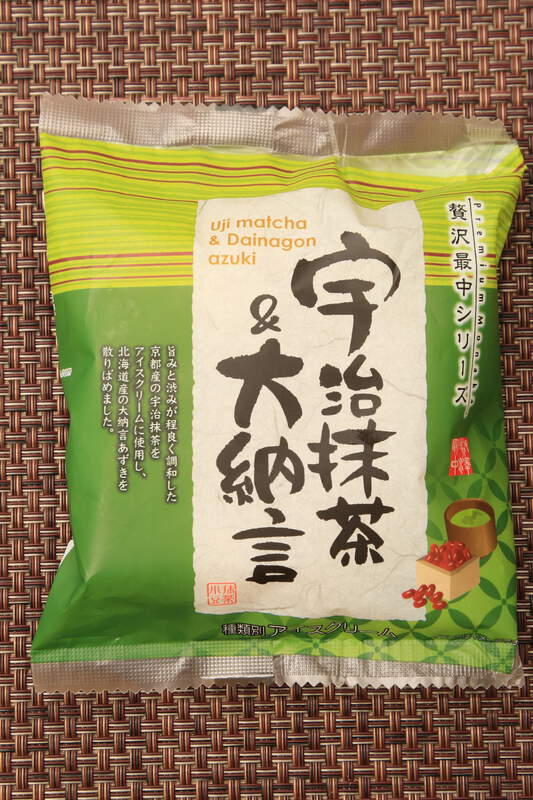 Premium Monaka
贅沢最中シリーズ
uji matcha
& Dainagon
azuki
宇治抹茶
&
大納言
旨みと渋みが程良く調和した
京都産の宇治抹茶を
アイスクリームに使用し、
北海道産の大納言あずきを
散りばめました。
種類別 アイスクリーム